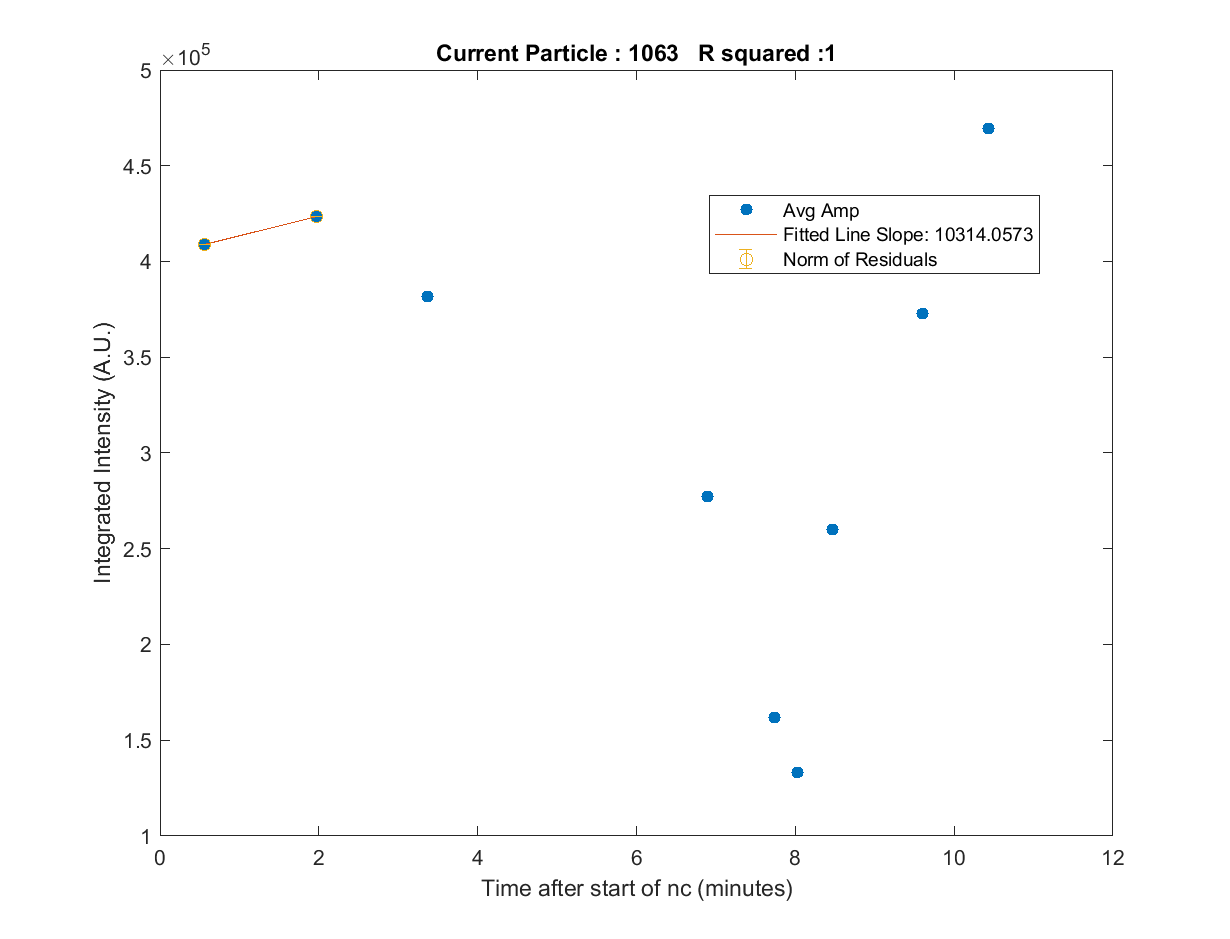 Current Particle : 1063   R squared :1
×10^5
5
4.5
4
3.5
3
2.5
2
1.5
1
Integrated Intensity (A.U.)
Avg Amp
Fitted Line Slope: 10314.0573
Norm of Residuals
0 2 4 6 8 10 12
Time after start of nc (minutes)